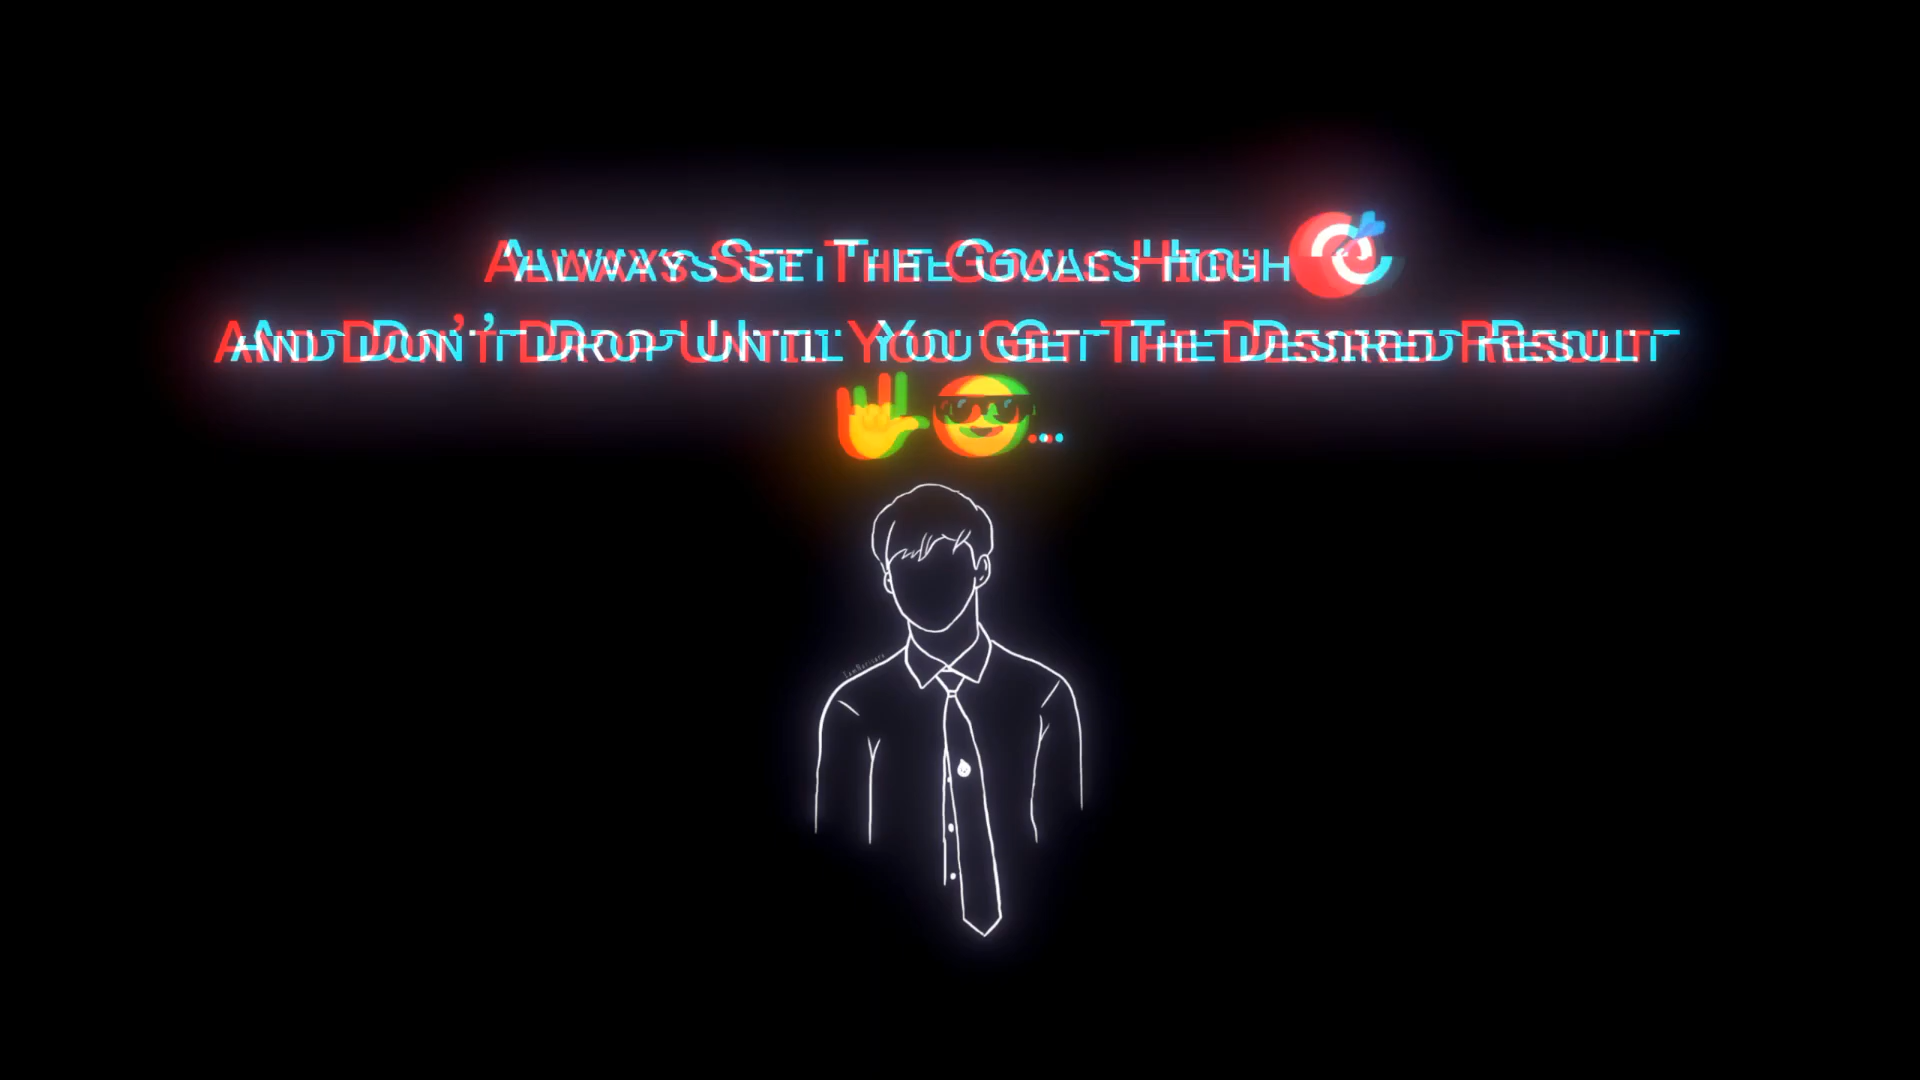 Always Set The Goals High🎯
And Don't Drop Until You Get The Desired Result
🤟😎...